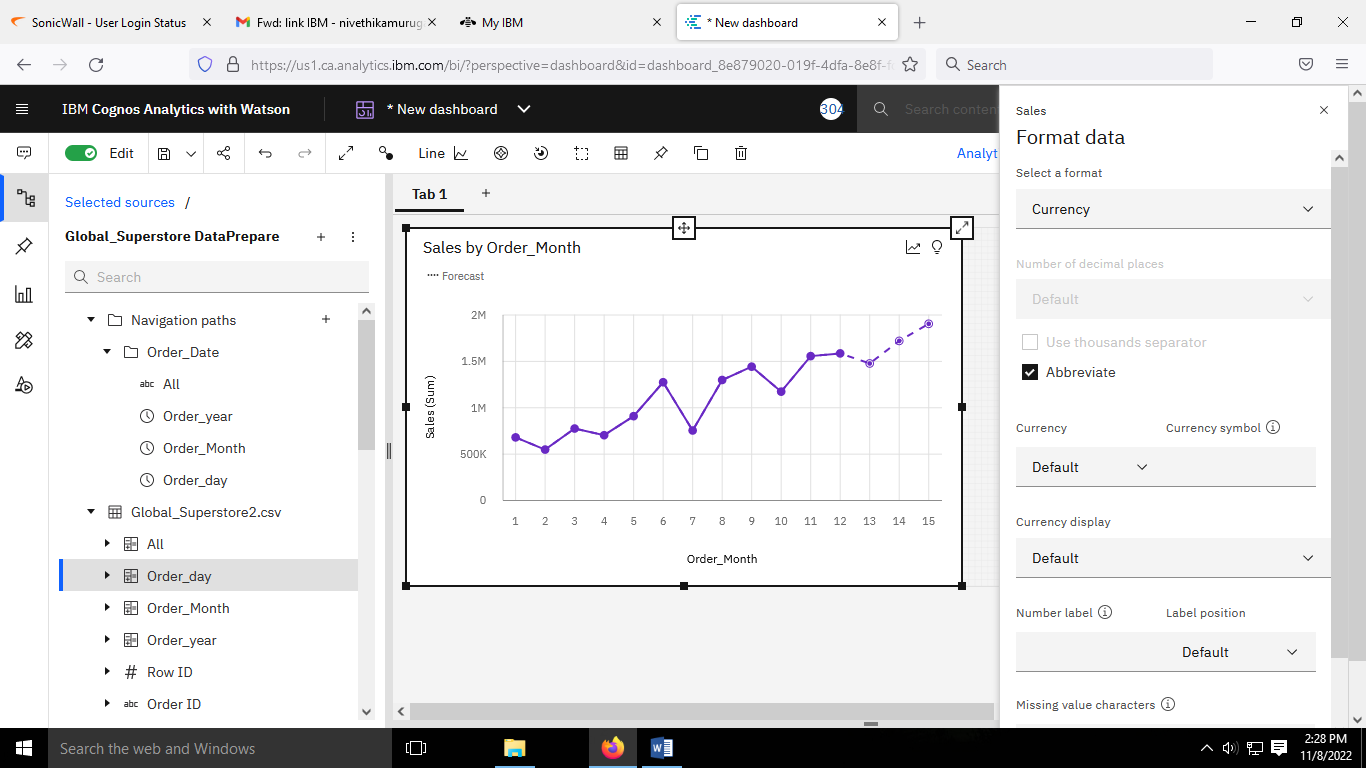 SonicWall - User Login Status
Fwd: link IBM - nivethikamuruga
My IBM
* New dashboard
https://us1.ca.analytics.ibm.com/bi/?perspective=dashboard&id=dashboard_8e879020-019f-4dfa-8e8f-f
Search
IBM Cognos Analytics with Watson
* New dashboard
304
Search conten
Edit
Line
Analyt
Selected sources /
Global_Superstore DataPrepare
Search
Navigation paths
Order_Date
abc All
Order_year
Order_Month
Order_day
Global_Superstore2.csv
All
Order_day
Order_Month
Order_year
# Row ID
abc Order ID
Tab 1
Sales by Order_Month
Forecast
2M
1.5M
1M
500K
0
Sales (Sum)
1 2 3 4 5 6 7 8 9 10 11 12 13 14 15
Order_Month
Sales
Format data
Select a format
Currency
Number of decimal places
Default
Use thousands separator
Abbreviate
Currency Currency symbol
Default
Currency display
Default
Number label Label position
Default
Missing value characters
Search the web and Windows
2:28 PM
11/8/2022